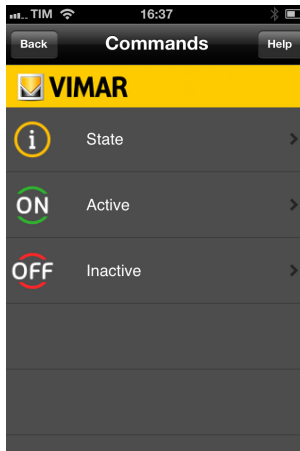 TIM 16:37
Back Commands Help
VIMAR
i State
ON Active
OFF Inactive